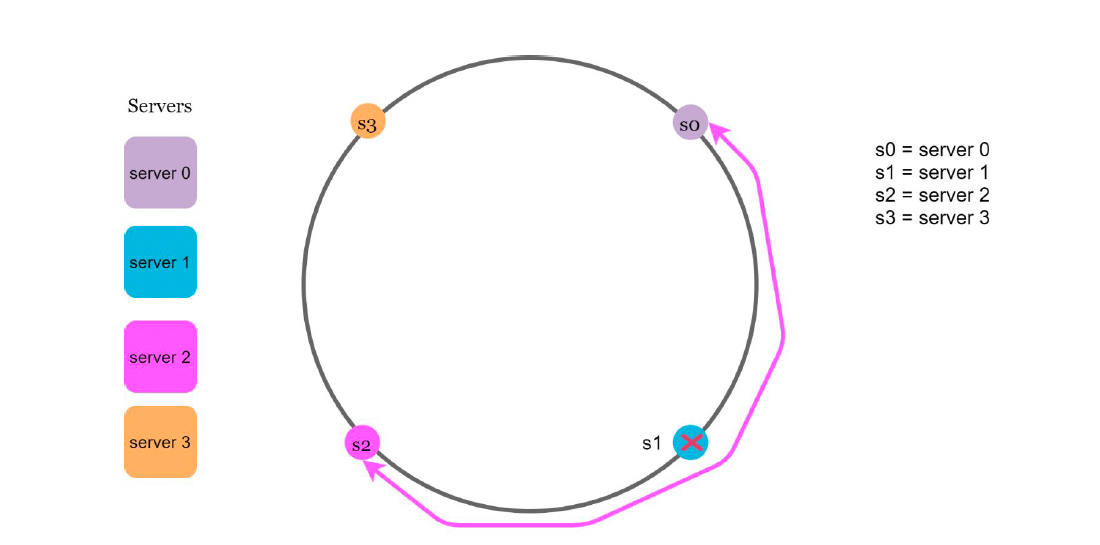 Servers
server 0
server 1
server 2
server 3
s3
s0
s1
s2
s0 = server 0
s1 = server 1
s2 = server 2
s3 = server 3